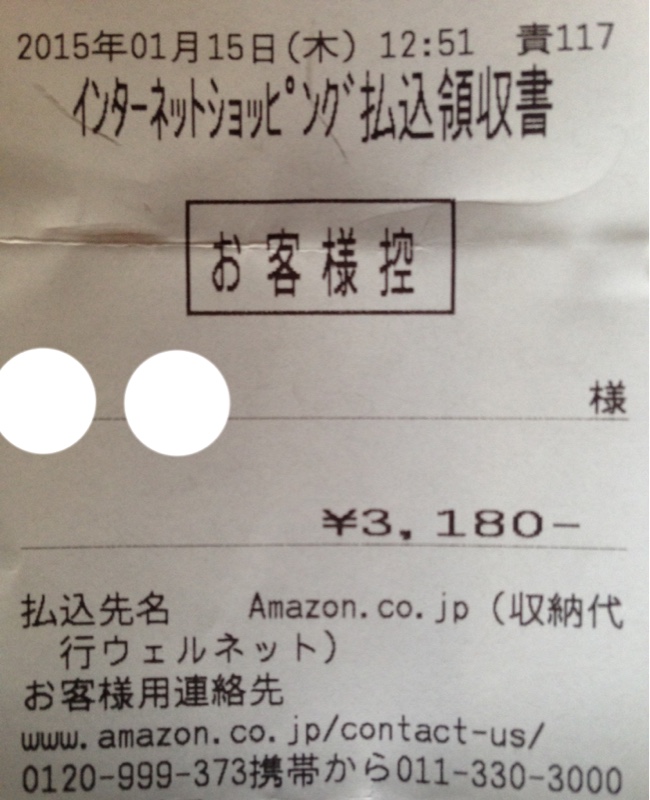 2015年01月15日(木) 12:51 責117
インターネットショッピング払込領収書
お客様控
様
¥3,180-
払込先名 Amazon.co.jp(収納代
行ウェルネット)
お客様用連絡先
www.amazon.co.jp/contact-us/
0120-999-373携帯から011-330-3000